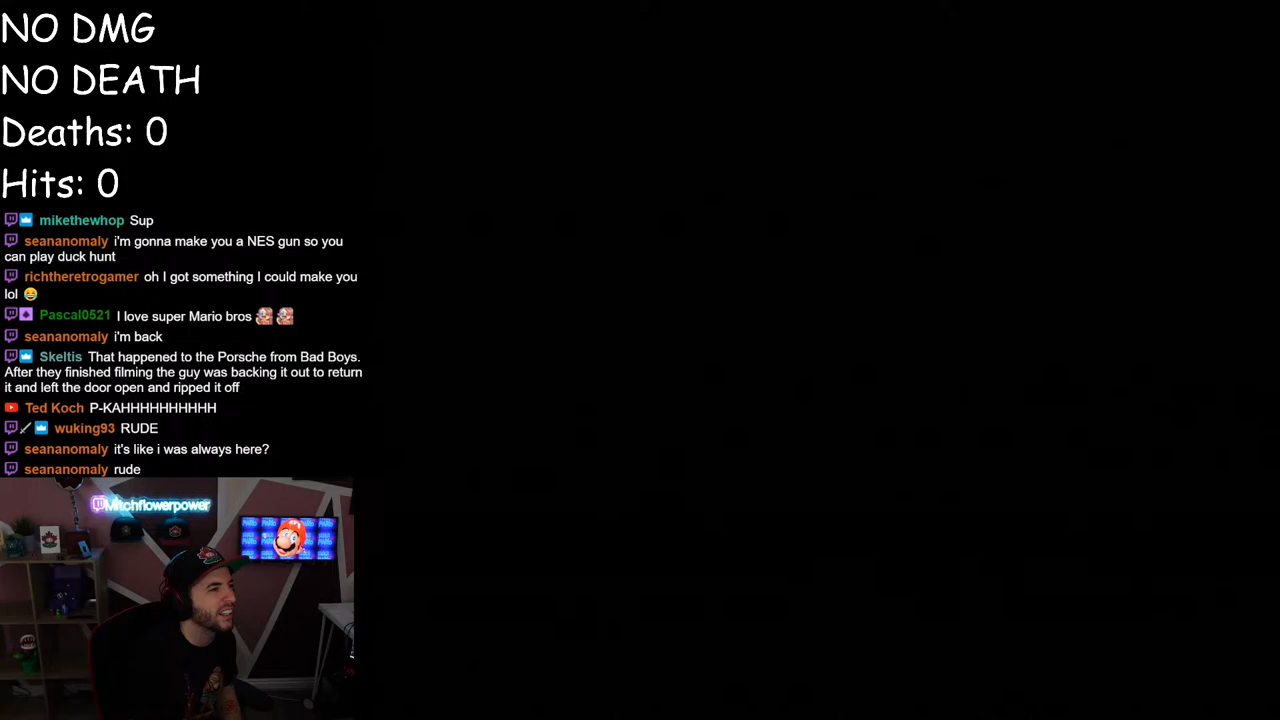 NO DMG
NO DEATH
Deaths: 0
Hits: 0
mikethewhop Sup
seananomaly i'm gonna make you a NES gun so you
can play duck hunt
richtheretrogamer oh I got something I could make you
lol 😂
Pascal0521 I love super Mario bros
seananomaly i'm back
Skeltis That happened to the Porsche from Bad Boys.
After they finished filming the guy was backing it out to return
it and left the door open and ripped it off
Ted Koch P-KAHHHHHHHHHH
wuking93 RUDE
seananomaly it's like i was always here?
seananomaly rude
Mitchflowerpower